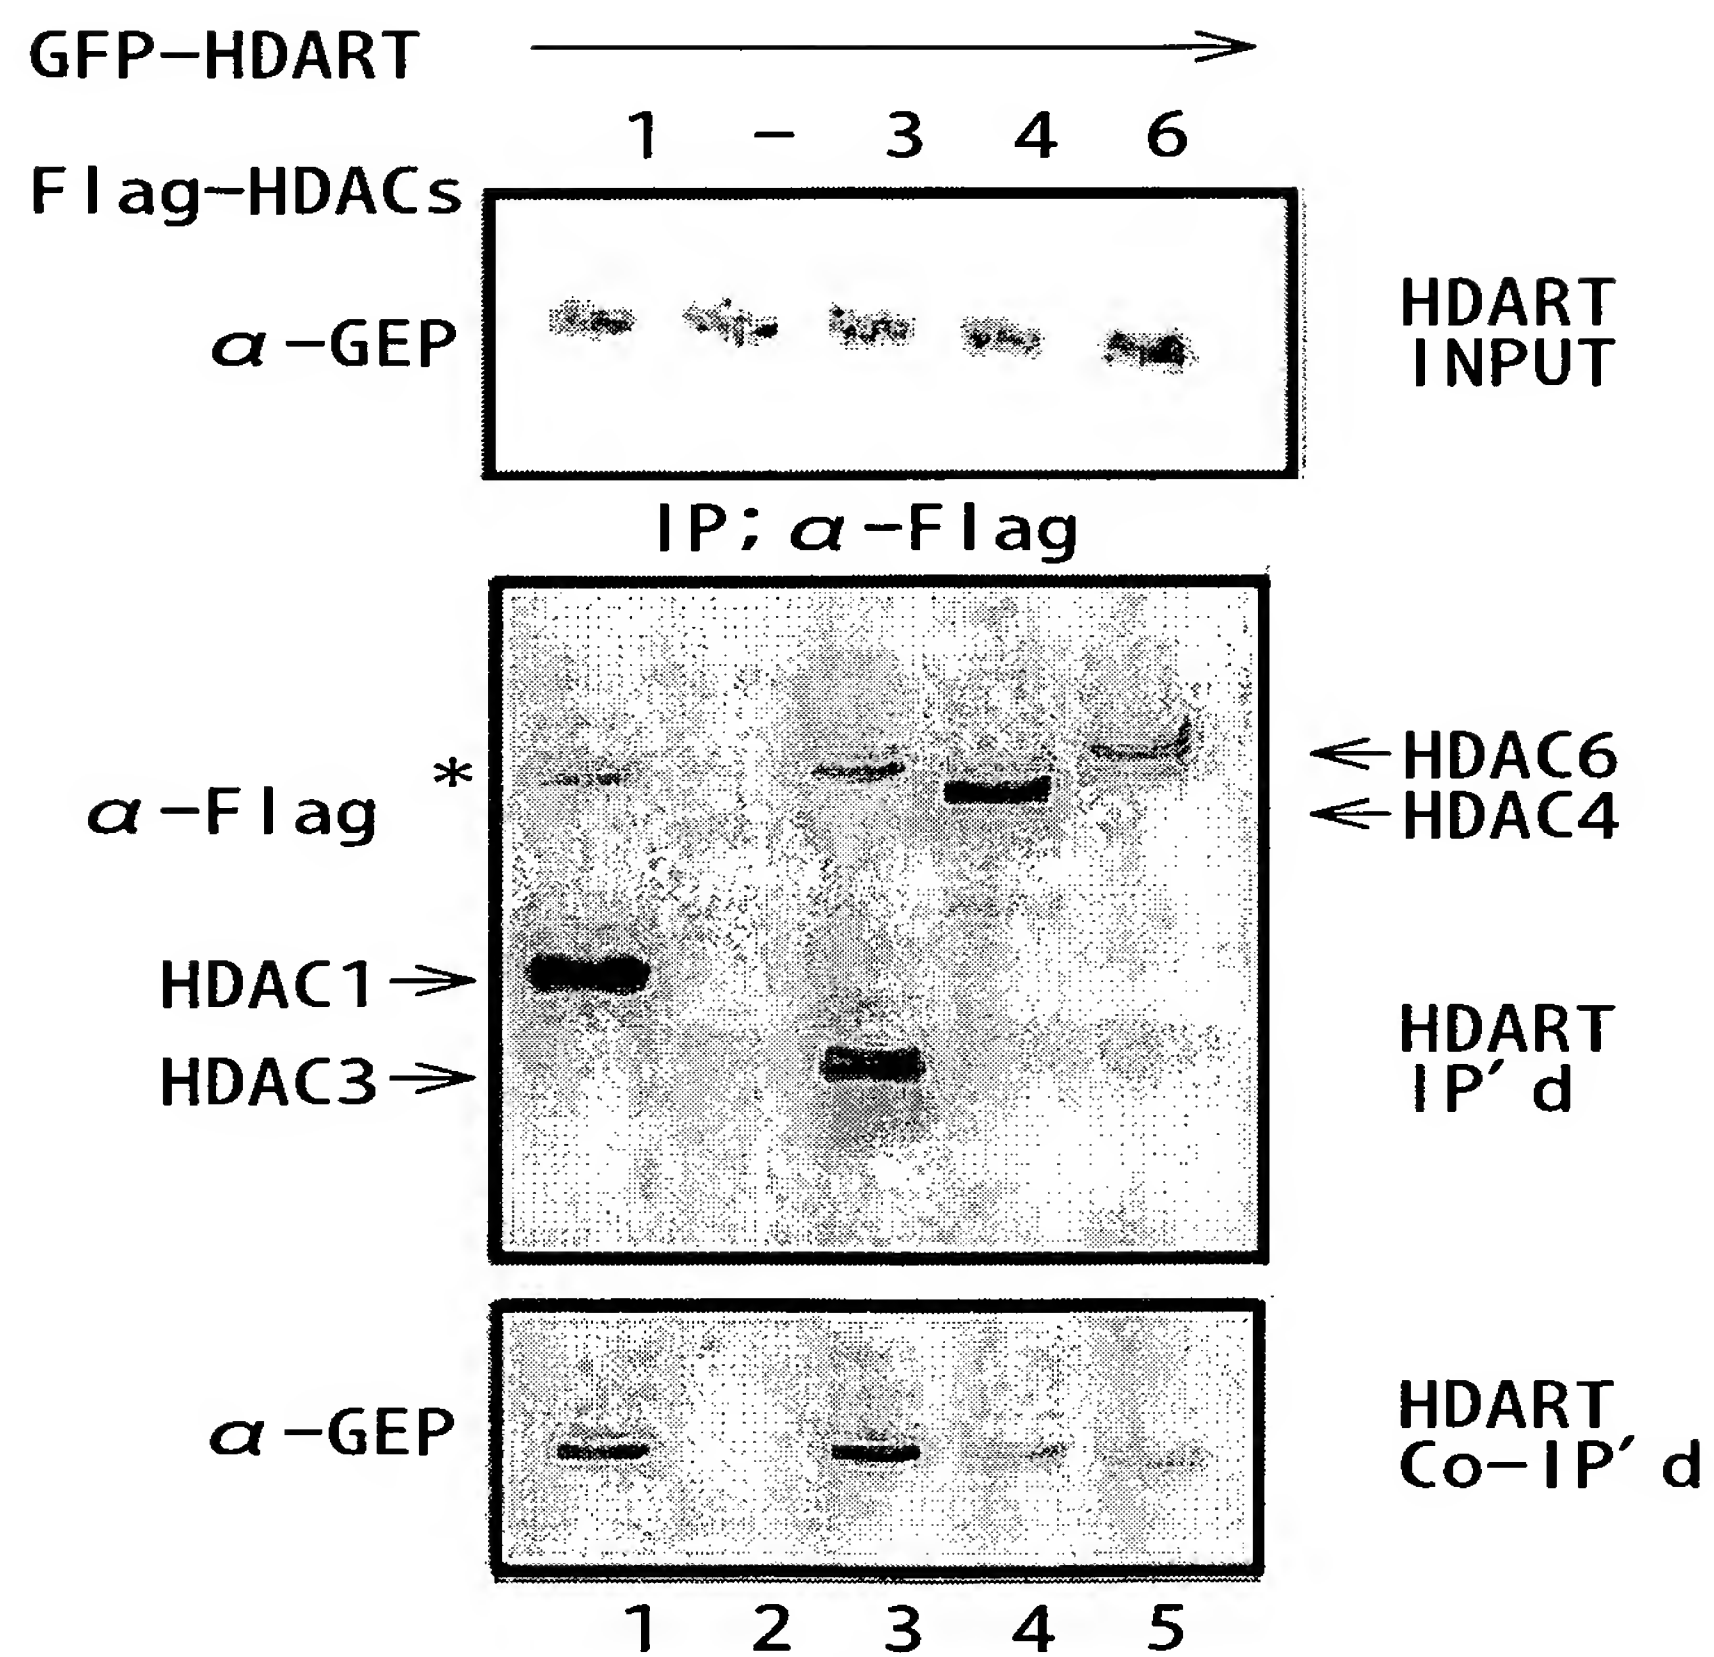 GFP-HDART
1 - 3 4 6
Flag-HDACs
α-GEP
HDART
INPUT
IP; α-Flag
*
α-Flag
HDAC6
HDAC4
HDAC1
HDAC3
HDART
IP'd
α-GEP
HDART
Co-IP'd
1 2 3 4 5